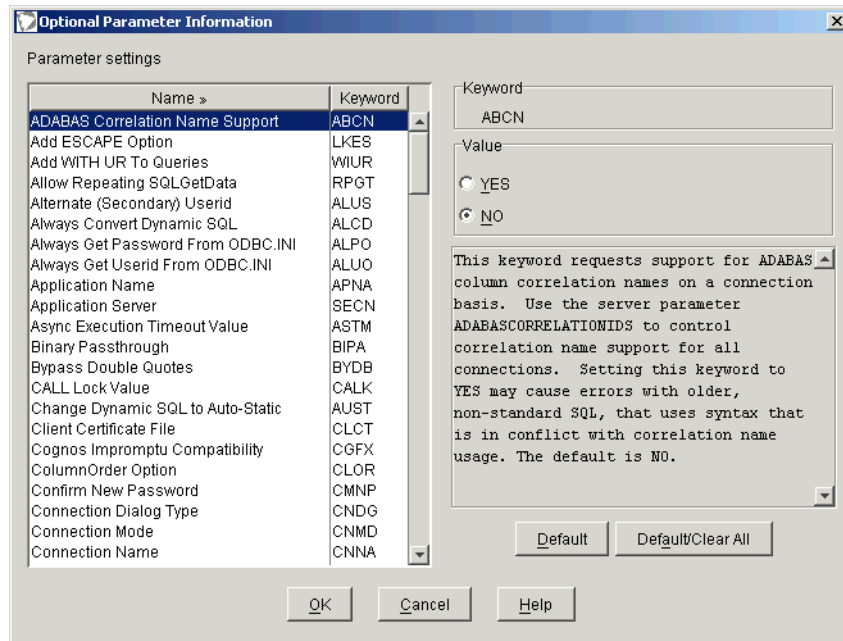 Optional Parameter Information
Parameter settings
Name » Keyword
ADABAS Correlation Name Support ABCN
Add ESCAPE Option LKES
Add WITH UR To Queries WIUR
Allow Repeating SQLGetData RPGT
Alternate (Secondary) Userid ALUS
Always Convert Dynamic SQL ALCD
Always Get Password From ODBC.INI ALPO
Always Get Userid From ODBC.INI ALUO
Application Name APNA
Application Server SECN
Async Execution Timeout Value ASTM
Binary Passthrough BIPA
Bypass Double Quotes BYDB
CALL Lock Value CALK
Change Dynamic SQL to Auto-Static AUST
Client Certificate File CLCT
Cognos Impromptu Compatibility CGFX
ColumnOrder Option CLOR
Confirm New Password CMNP
Connection Dialog Type CNDG
Connection Mode CNMD
Connection Name CNNA
Keyword
ABCN
Value
YES
NO
This keyword requests support for ADABAS
column correlation names on a connection
basis. Use the server parameter
ADABASCORRELATIONIDS to control
correlation name support for all
connections. Setting this keyword to
YES may cause errors with older,
non-standard SQL, that uses syntax that
is in conflict with correlation name
usage. The default is NO.
Default Default/Clear All
OK Cancel Help